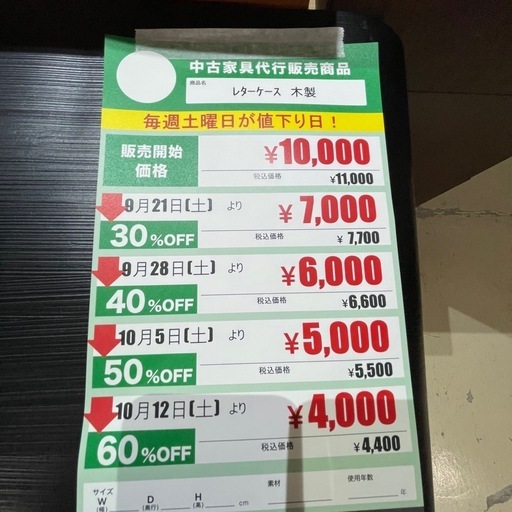 中古家具代行販売商品
商品名
レターケース 木製
毎週土曜日が値下り日！
販売開始
価格
¥10,000
税込価格 ¥11,000
9月21日(土) より
30%OFF
¥7,000
税込価格 ¥7,700
9月28日(土) より
40%OFF
¥6,000
税込価格 ¥6,600
10月5日(土) より
50%OFF
¥5,000
税込価格 ¥5,500
10月12日(土) より
60%OFF
¥4,000
税込価格 ¥4,400
サイズ 素材 使用年数
W D H
(幅) (奥行) (高) cm 年